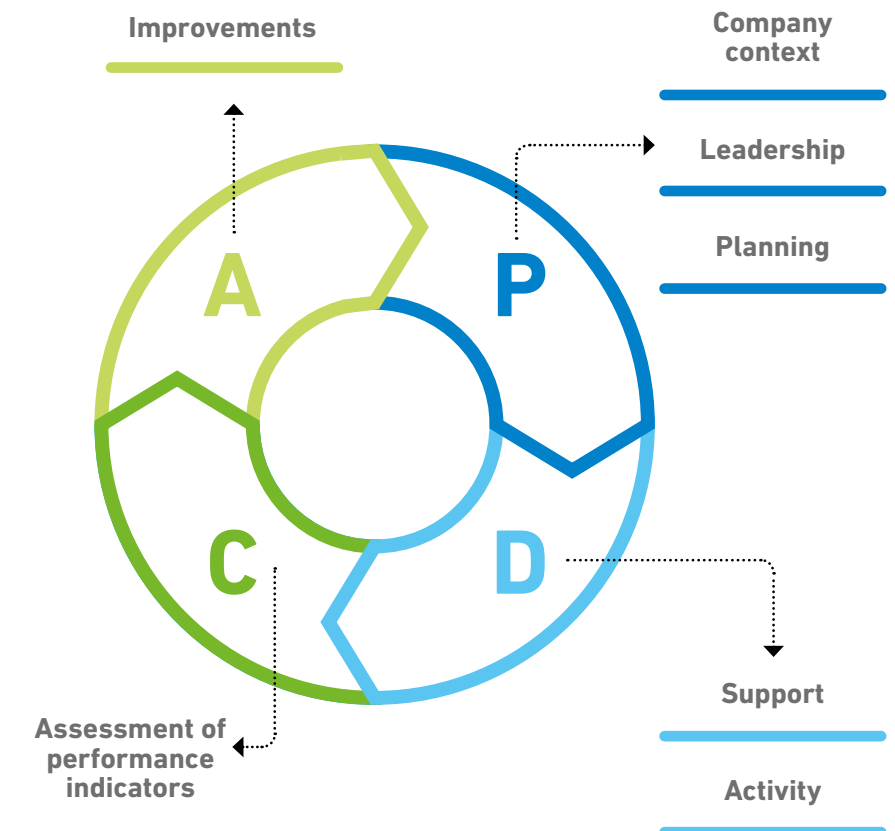 Improvements
Company
context
Leadership
Planning
A
P
C
D
Support
Assessment of
performance
indicators
Activity